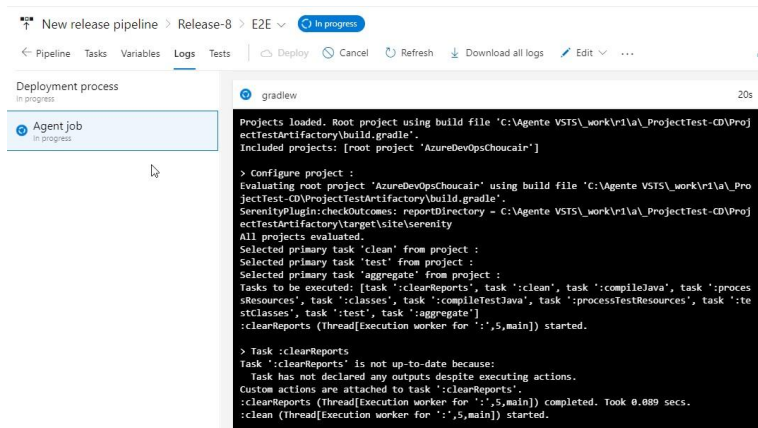 New release pipeline > Release-8 > E2E In progress
Pipeline Tasks Variables Logs Tests Deploy Cancel Refresh Download all logs Edit ...
Deployment process
In progress
Agent job
In progress
gradlew 20s
Projects loaded. Root project using build file 'C:\Agente VSTS\_work\r1\a\_ProjectTest-CD\Proj
ectTestArtifactory\build.gradle'.
Included projects: [root project 'AzureDevOpsChoucair']
> Configure project :
Evaluating root project 'AzureDevOpsChoucair' using build file 'C:\Agente VSTS\_work\r1\a\_Pro
jectTest-CD\ProjectTestArtifactory\build.gradle'.
SerenityPlugin:checkOutcomes: reportDirectory = C:\Agente VSTS\_work\r1\a\_ProjectTest-CD\Proj
ectTestArtifactory\target\site\serenity
All projects evaluated.
Selected primary task 'clean' from project :
Selected primary task 'test' from project :
Selected primary task 'aggregate' from project :
Tasks to be executed: [task ':clearReports', task ':clean', task ':compileJava', task ':proces
sResources', task ':classes', task ':compileTestJava', task ':processTestResources', task ':te
stClasses', task ':test', task ':aggregate']
:clearReports (Thread[Execution worker for ':',5,main]) started.
> Task :clearReports
Task ':clearReports' is not up-to-date because:
Task has not declared any outputs despite executing actions.
Custom actions are attached to task ':clearReports'.
:clearReports (Thread[Execution worker for ':',5,main]) completed. Took 0.089 secs.
:clean (Thread[Execution worker for ':',5,main]) started.